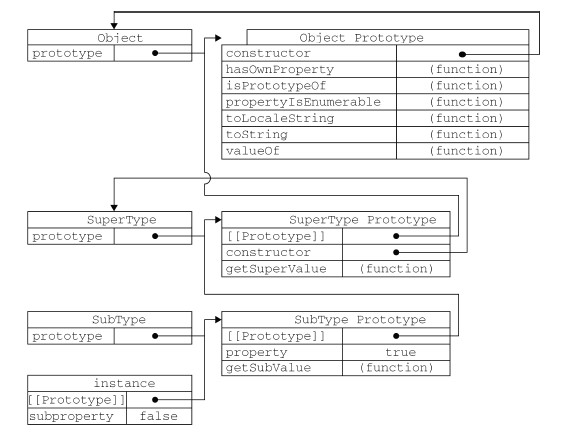 Object
prototype
Object Prototype
constructor
hasOwnProperty (function)
isPrototypeOf (function)
propertyIsEnumerable (function)
toLocaleString (function)
toString (function)
valueOf (function)
SuperType
prototype
SuperType Prototype
[[Prototype]]
constructor
getSuperValue (function)
SubType
prototype
SubType Prototype
[[Prototype]]
property true
getSubValue (function)
instance
[[Prototype]]
subproperty false